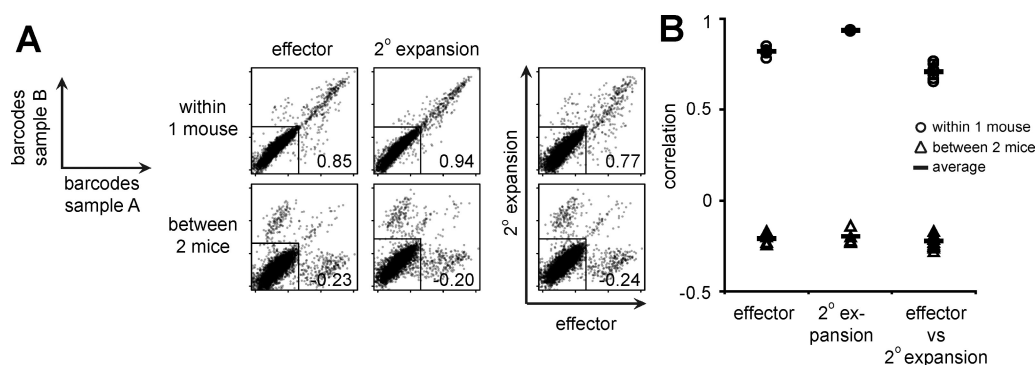 A
barcodes
sample B
barcodes
sample A
effector
2° expansion
within
1 mouse
0.85
0.94
between
2 mice
-0.23
-0.20
2° expansion
0.77
-0.24
effector
B
correlation
1
0.5
0
-0.5
within 1 mouse
between 2 mice
average
effector
2° ex-
pansion
effector
vs
2° expansion